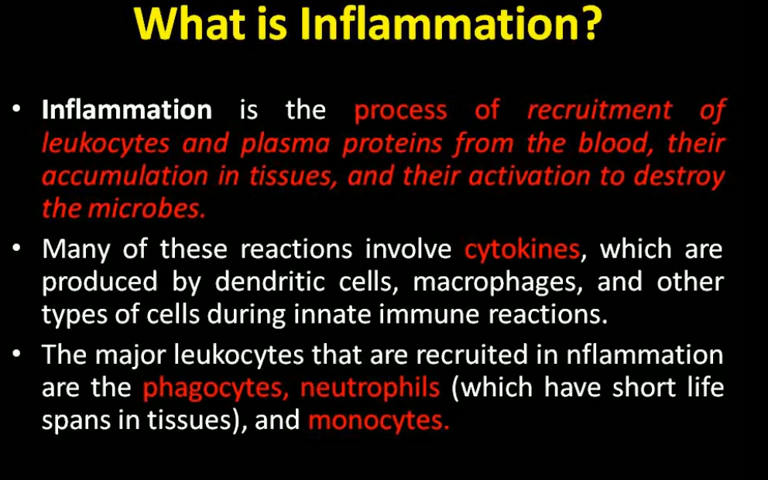 What is Inflammation?
• Inflammation is the process of recruitment of
leukocytes and plasma proteins from the blood, their
accumulation in tissues, and their activation to destroy
the microbes.
• Many of these reactions involve cytokines, which are
produced by dendritic cells, macrophages, and other
types of cells during innate immune reactions.
• The major leukocytes that are recruited in nflammation
are the phagocytes, neutrophils (which have short life
spans in tissues), and monocytes.